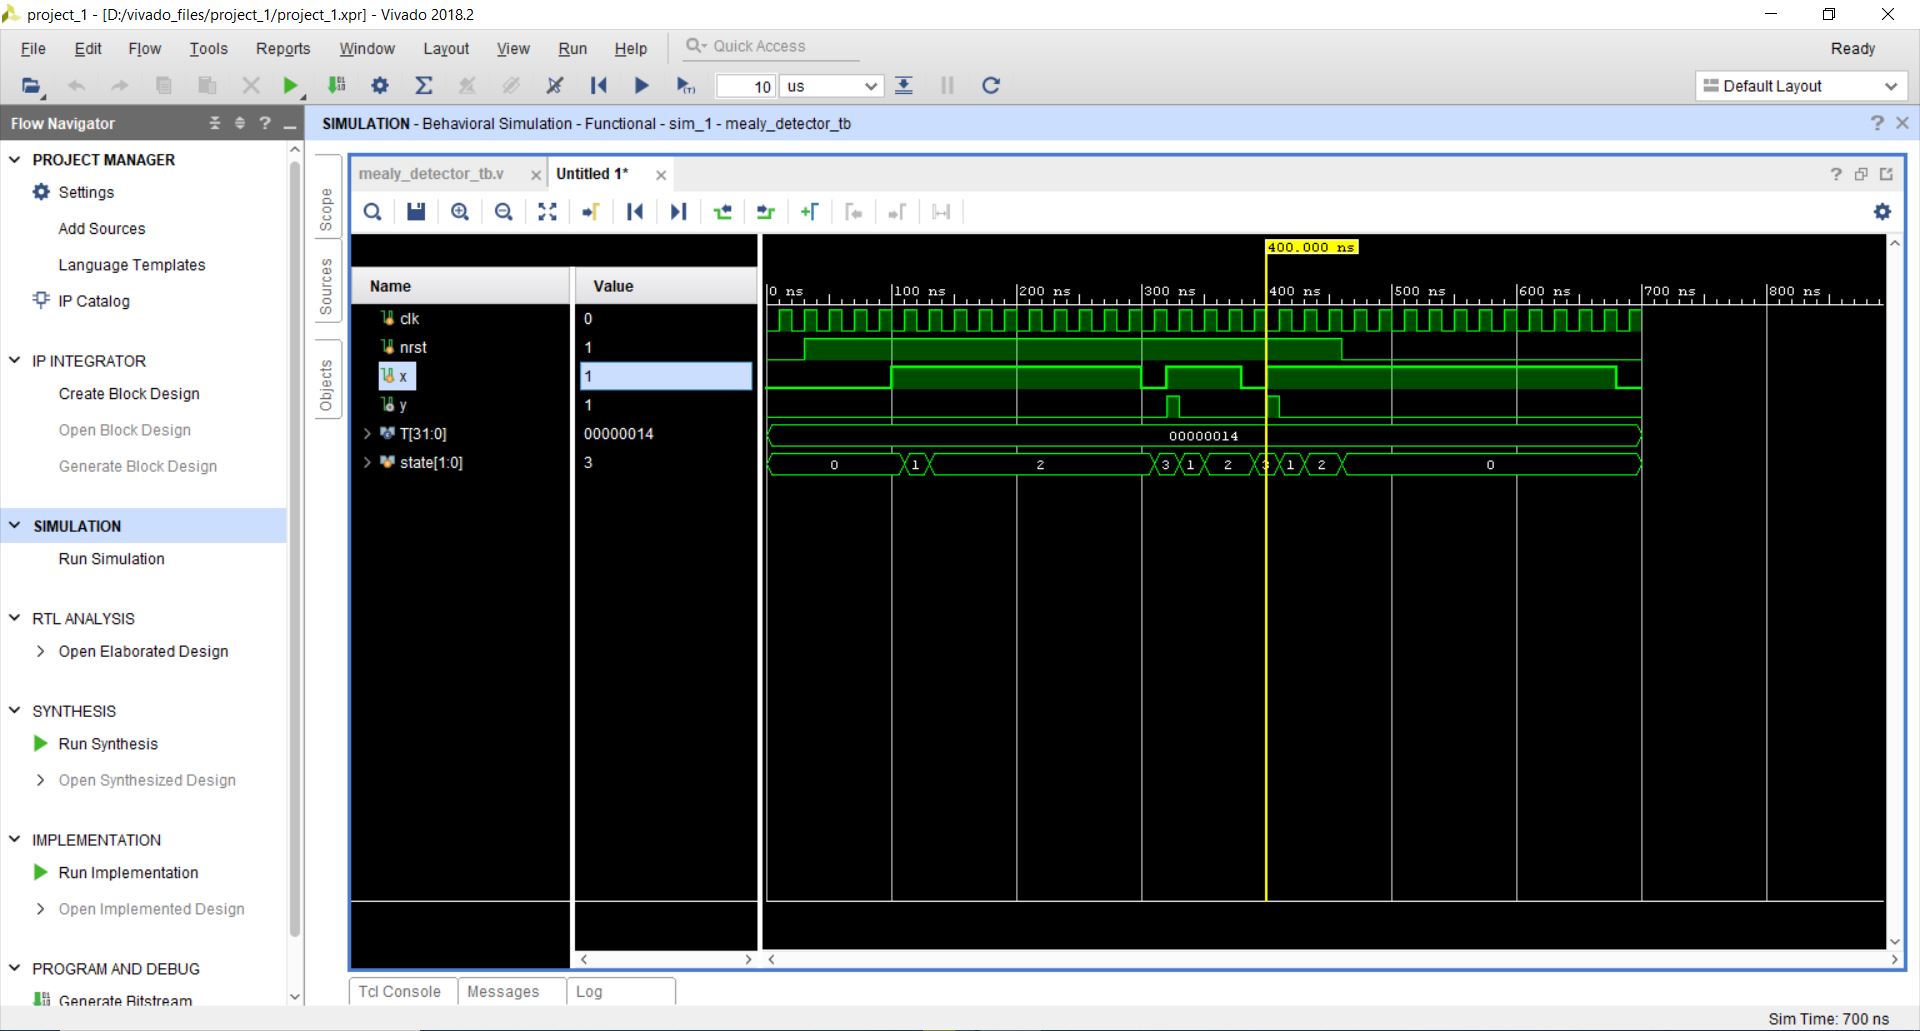 project_1 - [D:/vivado_files/project_1/project_1.xpr] - Vivado 2018.2
File Edit Flow Tools Reports Window Layout View Run Help Quick Access Ready
10 us Default Layout
Flow Navigator
PROJECT MANAGER
Settings
Add Sources
Language Templates
IP Catalog
IP INTEGRATOR
Create Block Design
Open Block Design
Generate Block Design
SIMULATION
Run Simulation
RTL ANALYSIS
Open Elaborated Design
SYNTHESIS
Run Synthesis
Open Synthesized Design
IMPLEMENTATION
Run Implementation
Open Implemented Design
PROGRAM AND DEBUG
Generate Bitstream
SIMULATION - Behavioral Simulation - Functional - sim_1 - mealy_detector_tb
Scope
Sources
Objects
mealy_detector_tb.v Untitled 1*
400.000 ns
Name Value
0 ns 100 ns 200 ns 300 ns 400 ns 500 ns 600 ns 700 ns 800 ns
clk 0
nrst 1
x 1
y 1
T[31:0] 00000014 00000014
state[1:0] 3 0 1 2 3 1 2 3 1 2 0
Tcl Console Messages Log
Sim Time: 700 ns